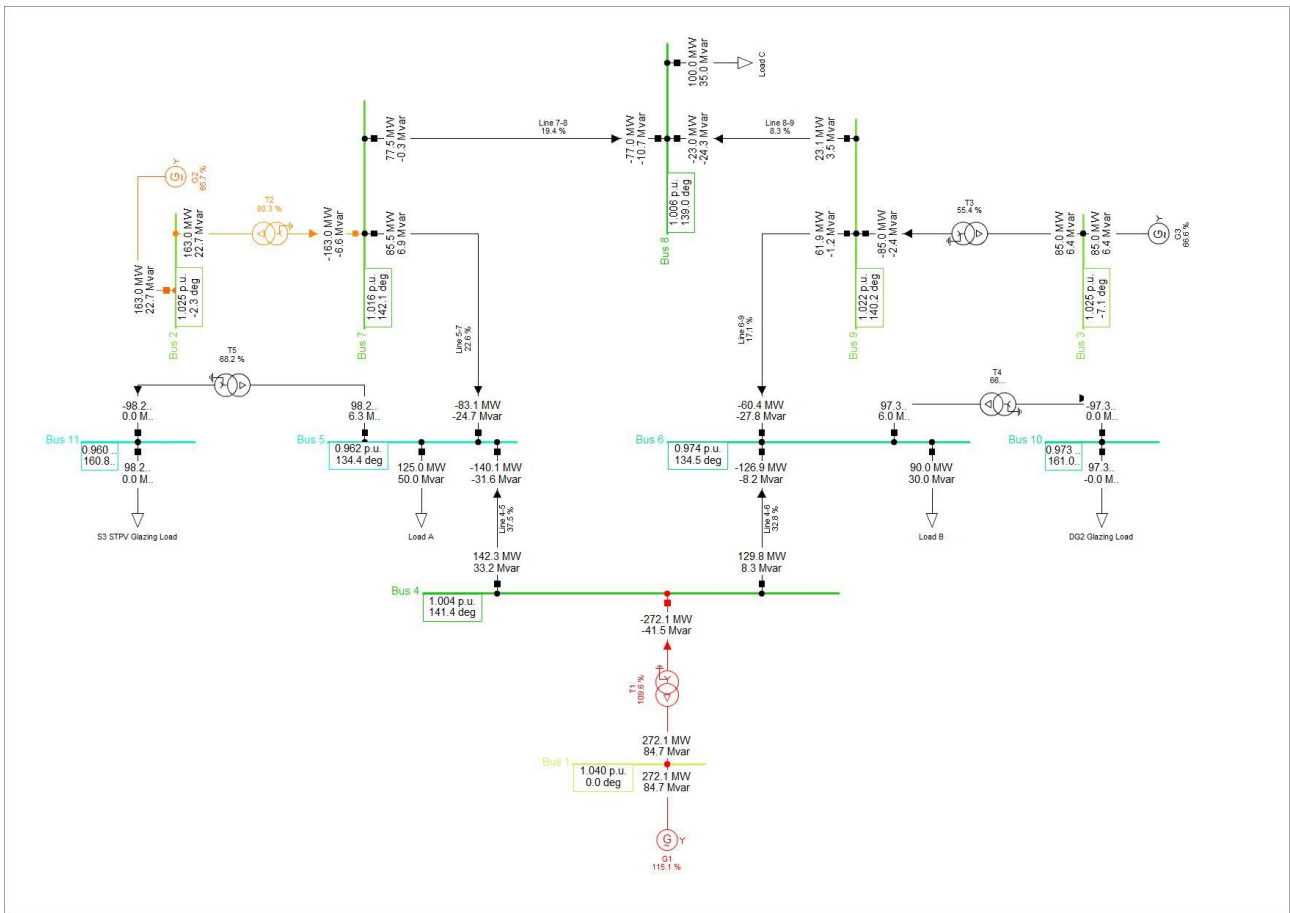 100.0 MW
35.0 Mvar
Load C
77.5 MW
-0.3 Mvar
Line 7-8
19.4 %
-77.0 MW
-10.7 Mvar
-23.0 MW
-24.3 Mvar
Line 8-9
8.3 %
23.1 MW
3.5 Mvar
G~
Y
G2
T2
80.3 %
163.0 MW
22.7 Mvar
163.0 MW
22.7 Mvar
-163.0 MW
-6.6 Mvar
85.5 MW
6.9 Mvar
1.006 p.u.
139.0 deg
Bus 8
61.9 MW
-1.2 Mvar
-85.0 MW
-2.4 Mvar
T3
55.4 %
85.0 MW
6.4 Mvar
85.0 MW
6.4 Mvar
G~
Y
G3
66.6 %
1.025 p.u.
-2.3 deg
Bus 2
1.016 p.u.
142.1 deg
Bus 7
Line 5-7
22.6 %
Line 6-9
17.1 %
1.022 p.u.
140.2 deg
Bus 9
1.025 p.u.
-7.1 deg
Bus 3
T5
68.2 %
T4
66...
-98.2..
0.0 M..
98.2..
6.3 M..
-83.1 MW
-24.7 Mvar
-60.4 MW
-27.8 Mvar
97.3..
6.0 M..
-97.3..
0.0 M..
Bus 11
0.960 ..
160.8..
Bus 5
0.962 p.u.
134.4 deg
Bus 6
0.974 p.u.
134.5 deg
Bus 10
0.973 ..
161.0..
98.2..
0.0 M..
125.0 MW
50.0 Mvar
-140.1 MW
-31.6 Mvar
-126.9 MW
-8.2 Mvar
90.0 MW
30.0 Mvar
97.3..
-0.0 M..
S3 STPV Glazing Load
Load A
Line 4-5
37.5 %
Line 4-6
32.8 %
Load B
DG2 Glazing Load
142.3 MW
33.2 Mvar
129.8 MW
8.3 Mvar
Bus 4
1.004 p.u.
141.4 deg
-272.1 MW
-41.5 Mvar
T1
109.6 %
272.1 MW
84.7 Mvar
Bus 1
1.040 p.u.
0.0 deg
272.1 MW
84.7 Mvar
G~
Y
G1
115.1 %